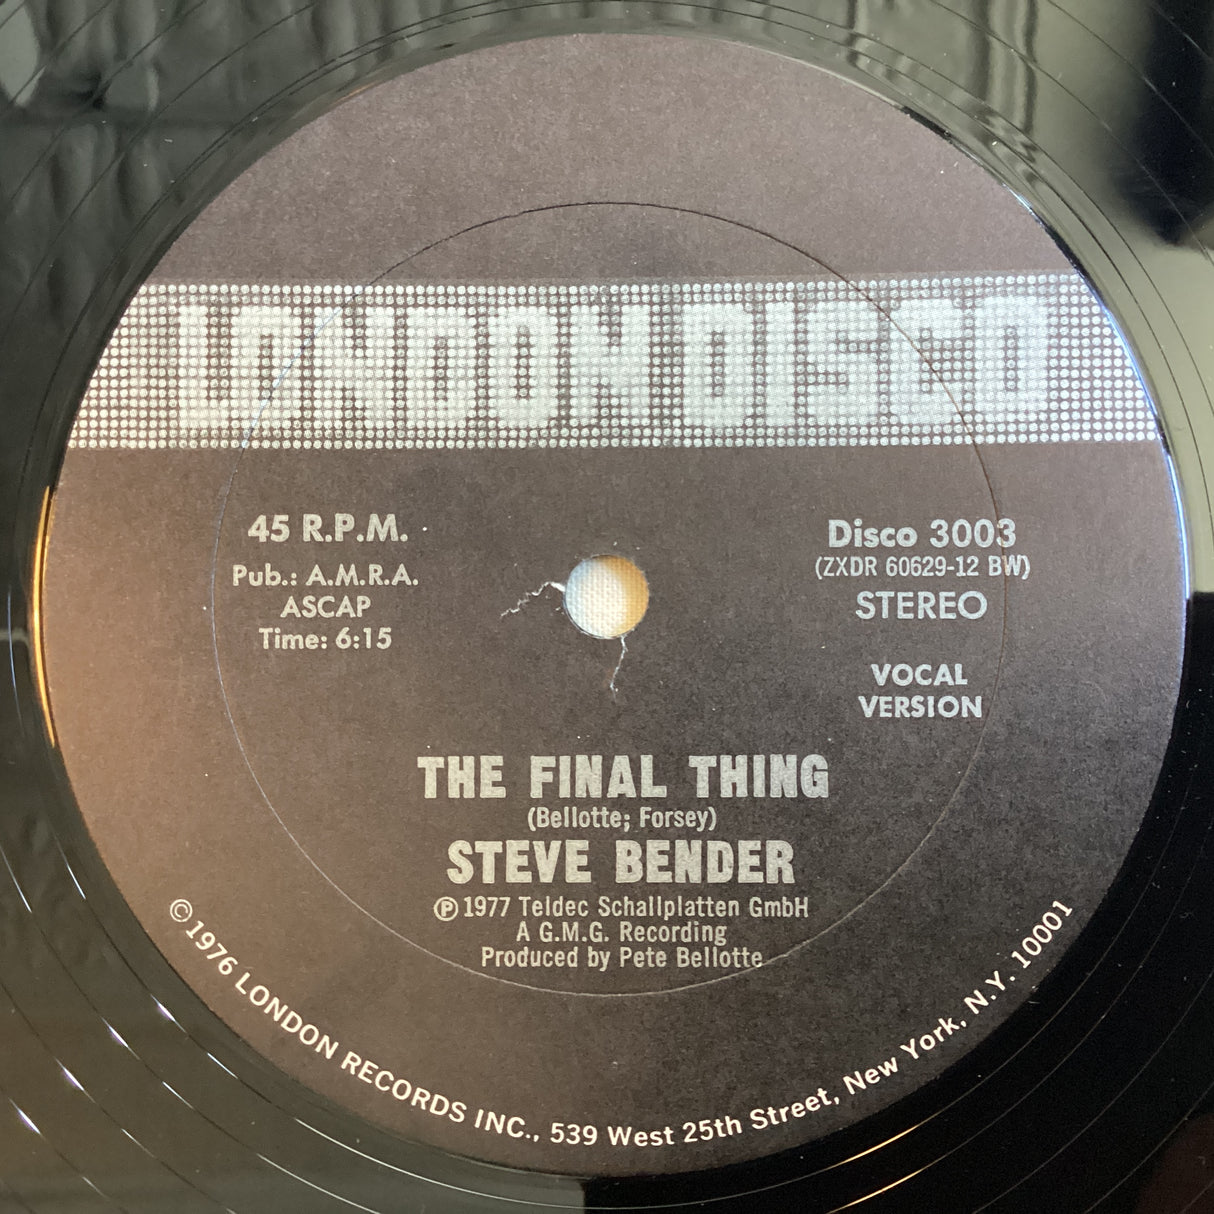 LONDON DISCO
45 R.P.M.
Pub.: A.M.R.A.
ASCAP
Time: 6:15
Disco 3003
(ZXDR 60629-12 BW)
STEREO
VOCAL
VERSION
THE FINAL THING
(Bellotte; Forsey)
STEVE BENDER
℗ 1977 Teldec Schallplatten GmbH
A G.M.G. Recording
Produced by Pete Bellotte
© 1976 LONDON RECORDS INC., 539 West 25th Street, New York, N.Y. 10001